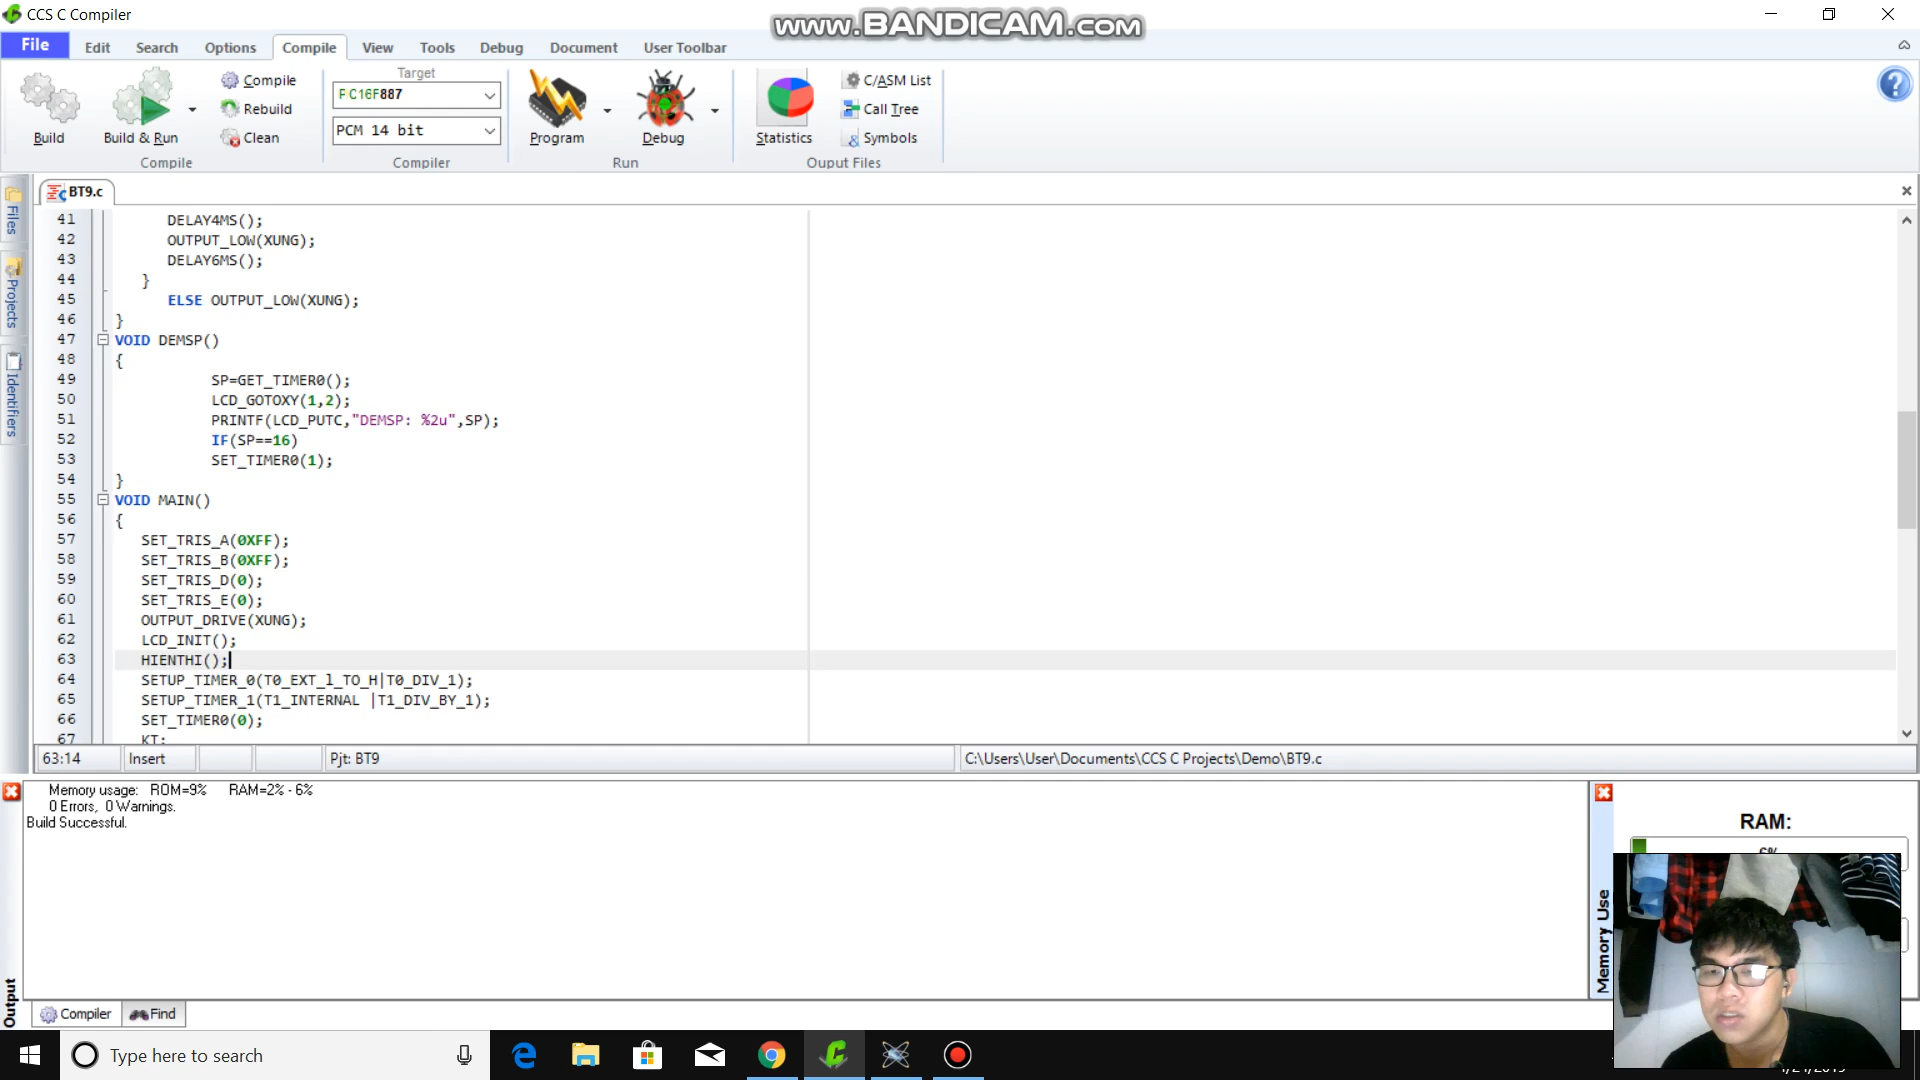 CCS C Compiler
www.BANDICAM.com
File Edit Search Options Compile View Tools Debug Document User Toolbar
Build
Build & Run
Compile
Rebuild
Clean
Compile
Target
PIC16F887
PCM 14 bit
Compiler
Program
Debug
Run
Statistics
C/ASM List
Call Tree
Symbols
Ouput Files
Files
Projects
Identifiers
BT9.c
41 DELAY4MS();
42 OUTPUT_LOW(XUNG);
43 DELAY6MS();
44 }
45 ELSE OUTPUT_LOW(XUNG);
46 }
47 VOID DEMSP()
48 {
49 SP=GET_TIMER0();
50 LCD_GOTOXY(1,2);
51 PRINTF(LCD_PUTC,"DEMSP: %2u",SP);
52 IF(SP==16)
53 SET_TIMER0(1);
54 }
55 VOID MAIN()
56 {
57 SET_TRIS_A(0XFF);
58 SET_TRIS_B(0XFF);
59 SET_TRIS_D(0);
60 SET_TRIS_E(0);
61 OUTPUT_DRIVE(XUNG);
62 LCD_INIT();
63 HIENTHI();
64 SETUP_TIMER_0(T0_EXT_l_TO_H|T0_DIV_1);
65 SETUP_TIMER_1(T1_INTERNAL |T1_DIV_BY_1);
66 SET_TIMER0(0);
67 KT:
63:14 Insert Pjt: BT9 C:\Users\User\Documents\CCS C Projects\Demo\BT9.c
Memory usage: ROM=9% RAM=2% - 6%
0 Errors, 0 Warnings.
Build Successful.
Output
Compiler Find
Memory Use
RAM:
6%
Type here to search